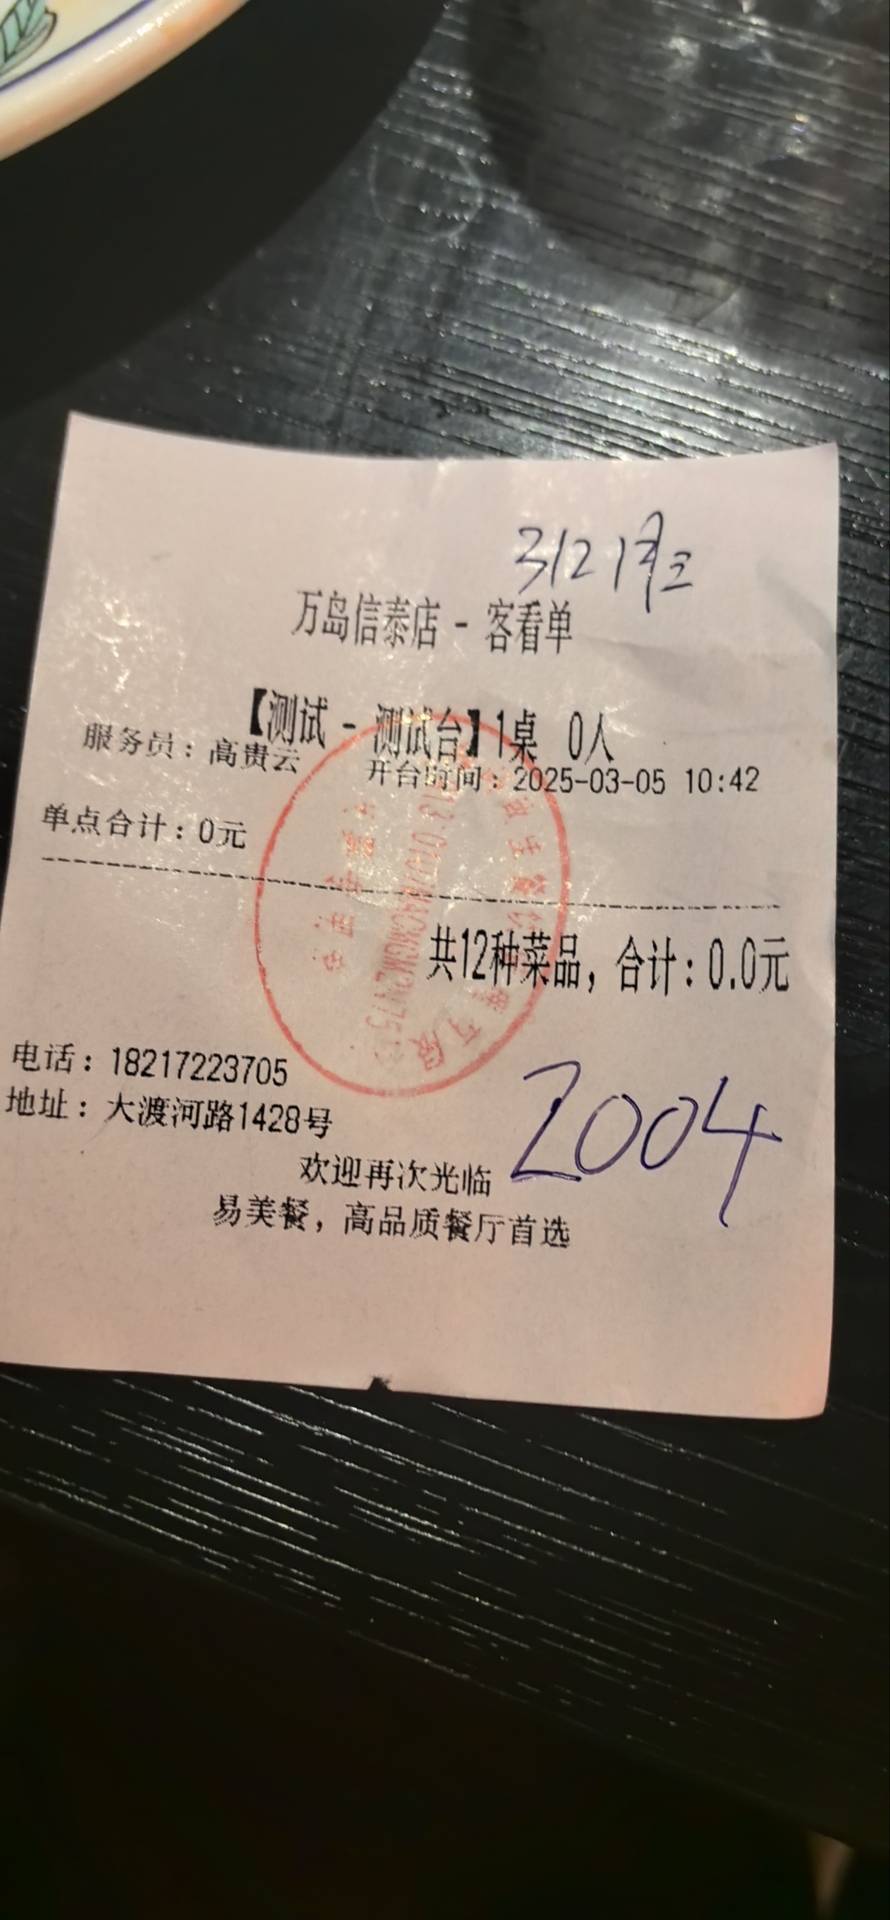 312 1月三
万岛信泰店 - 客看单
【测试 - 测试台】1桌 0人
服务员：高贵云 开台时间：2025-03-05 10:42
单点合计：0元
共12种菜品，合计：0.0元
电话：18217223705
地址：大渡河路1428号
2004
欢迎再次光临
易美餐，高品质餐厅首选